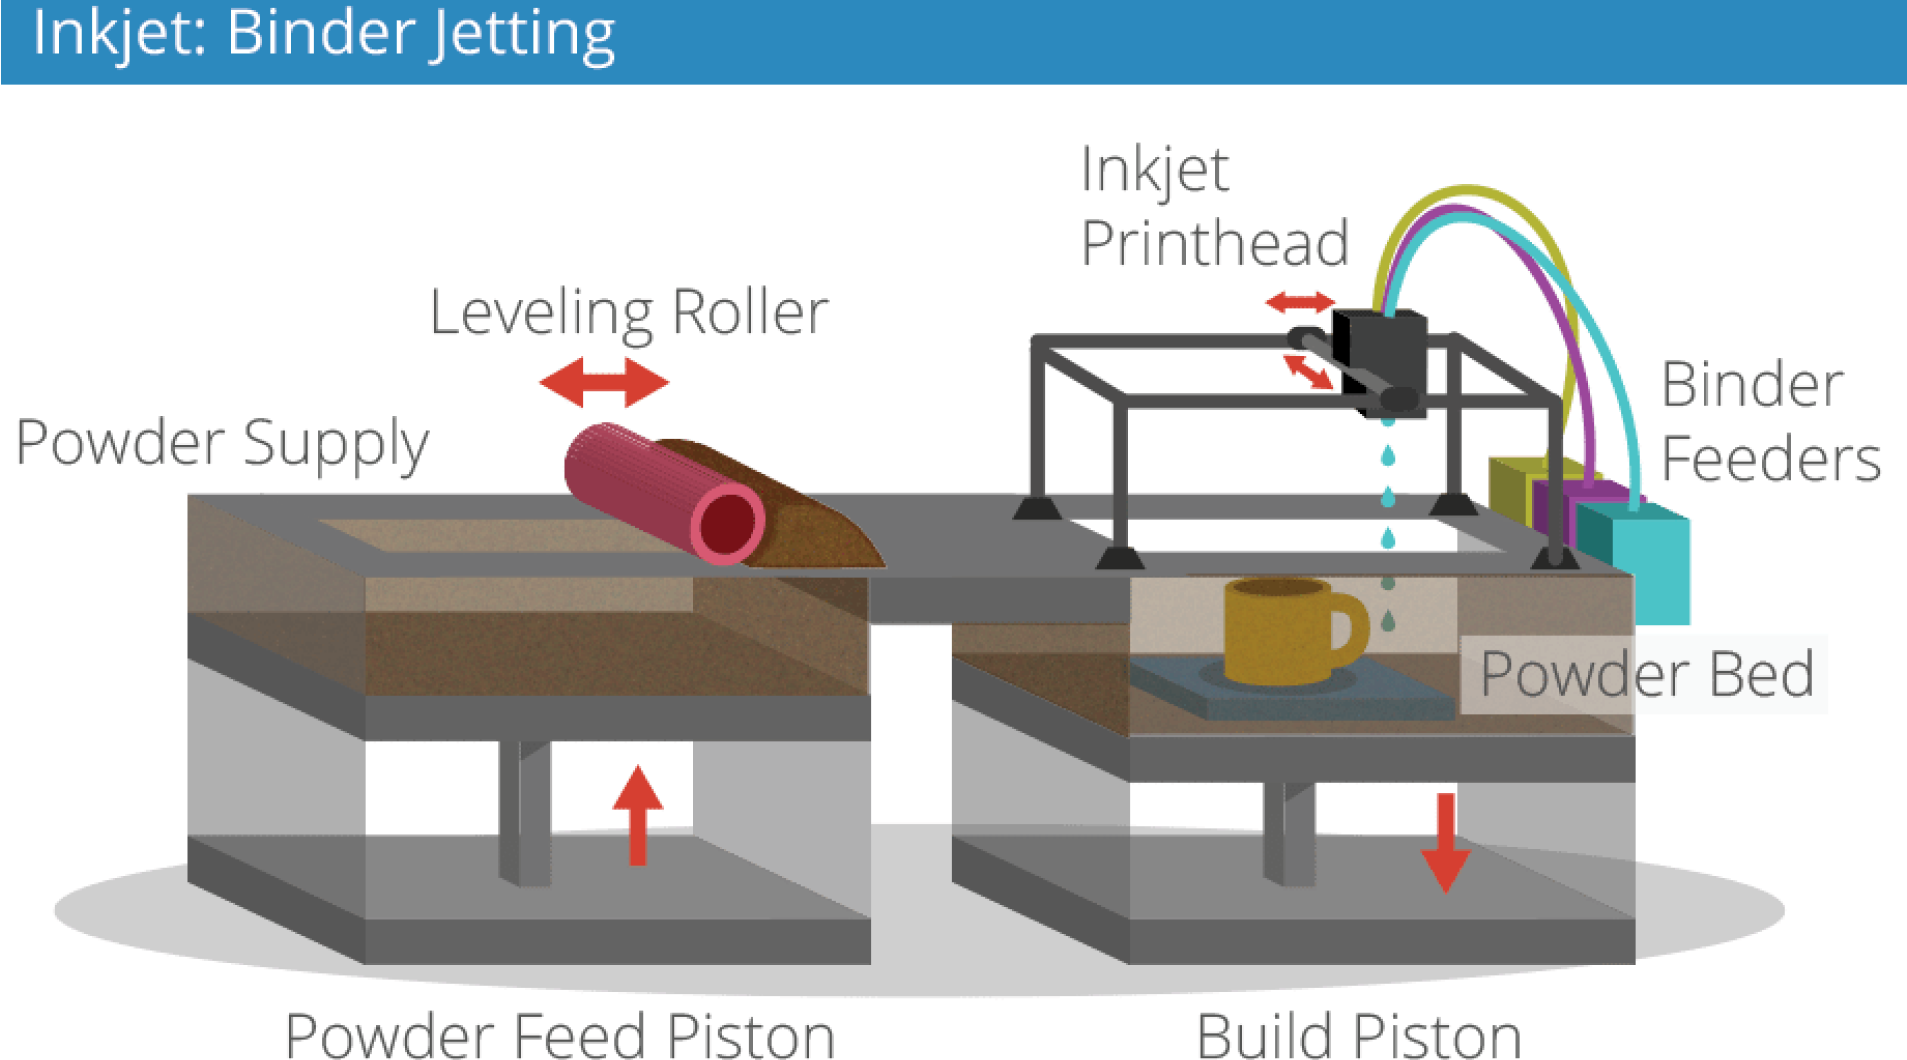 Inkjet: Binder Jetting
Inkjet
Printhead
Leveling Roller
Binder
Feeders
Powder Supply
Powder Bed
Powder Feed Piston
Build Piston